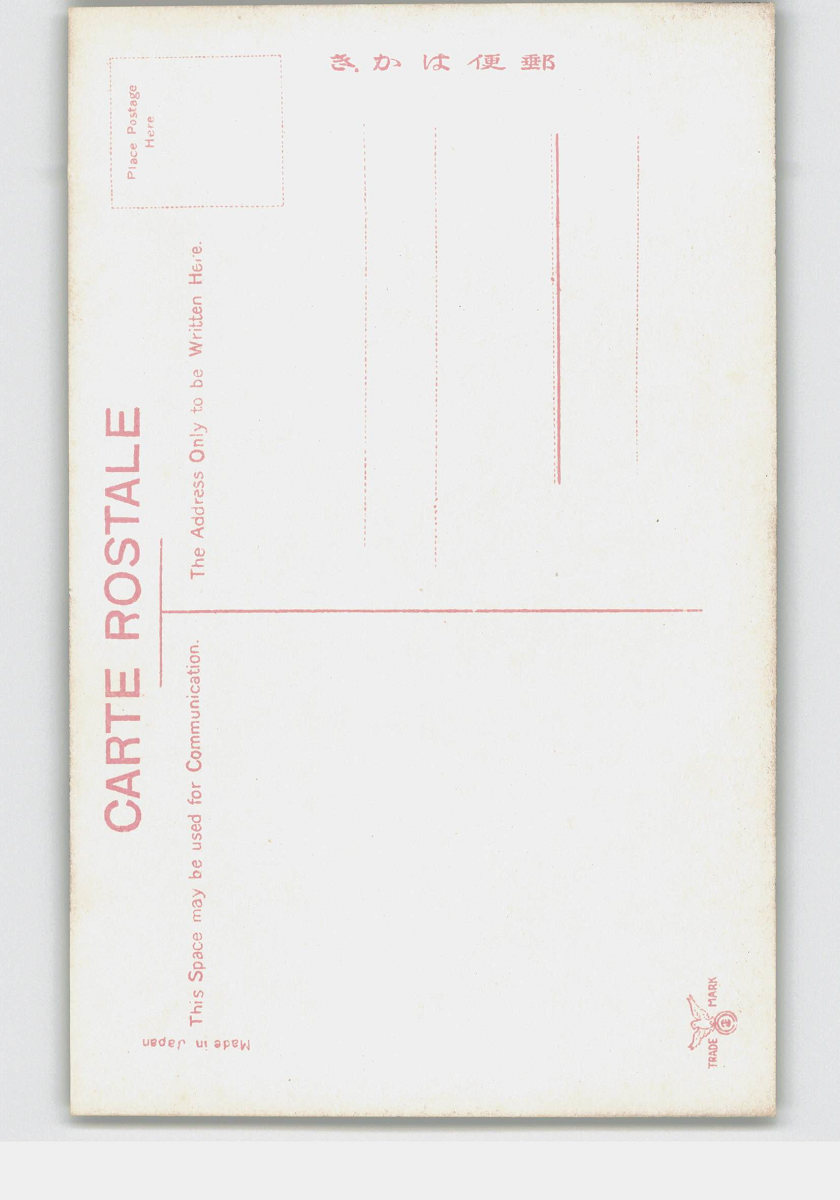 きかは便郵
Place Postage
Here
CARTE ROSTALE
The Address Only to be Written Here.
This Space may be used for Communication.
Made in Japan
TRADE MARK